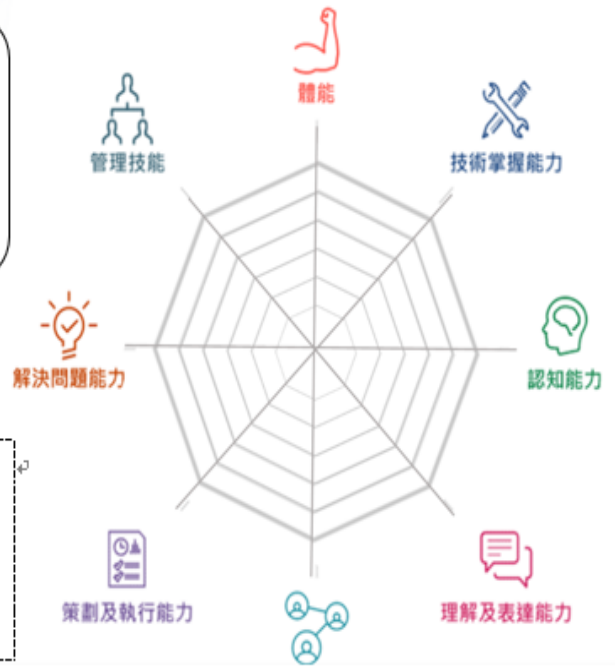 體能
管理技能
技術掌握能力
解決問題能力
認知能力
策劃及執行能力
理解及表達能力